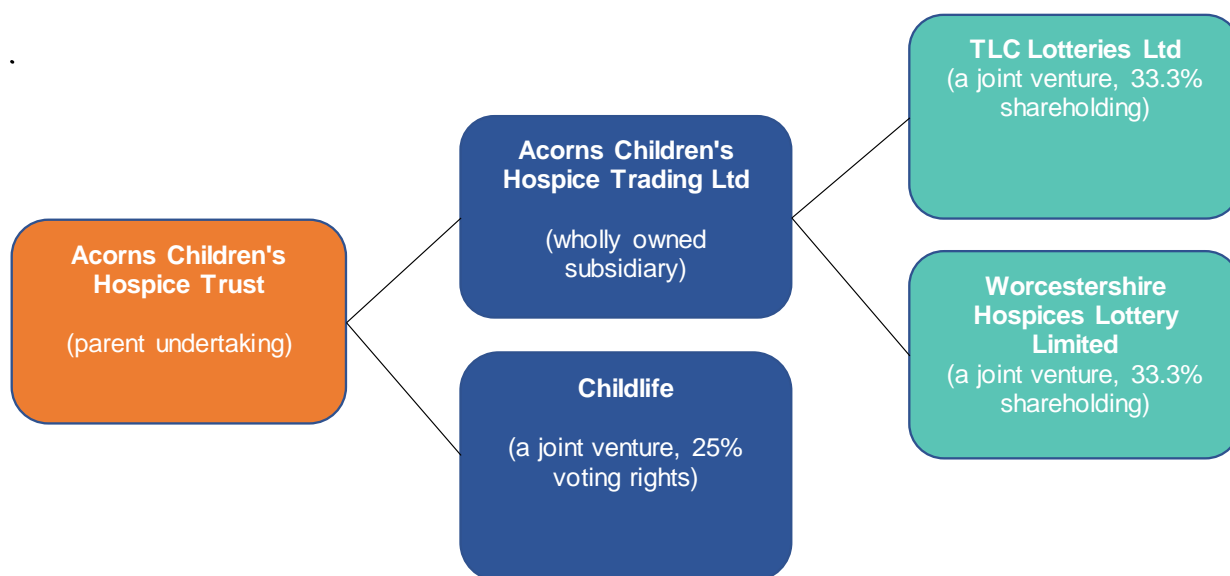 Acorns Children's
Hospice Trust
(parent undertaking)
Acorns Children's
Hospice Trading Ltd
(wholly owned
subsidiary)
Childlife
(a joint venture, 25%
voting rights)
TLC Lotteries Ltd
(a joint venture, 33.3%
shareholding)
Worcestershire
Hospices Lottery
Limited
(a joint venture, 33.3%
shareholding)